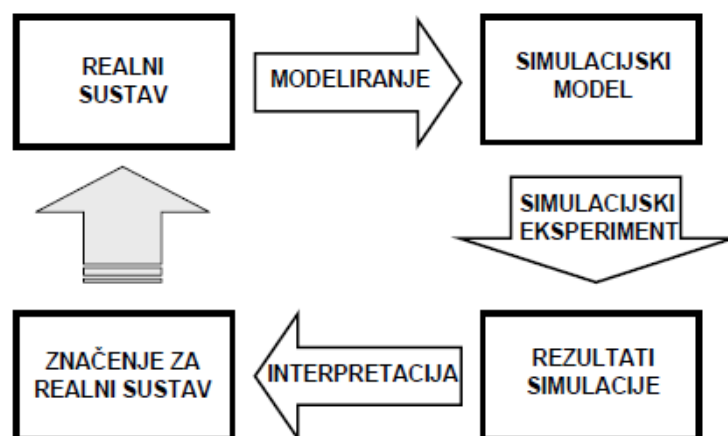 REALNI
SUSTAV
MODELIRANJE
SIMULACIJSKI
MODEL
SIMULACIJSKI
EKSPERIMENT
ZNAČENJE ZA
REALNI SUSTAV
INTERPRETACIJA
REZULTATI
SIMULACIJE